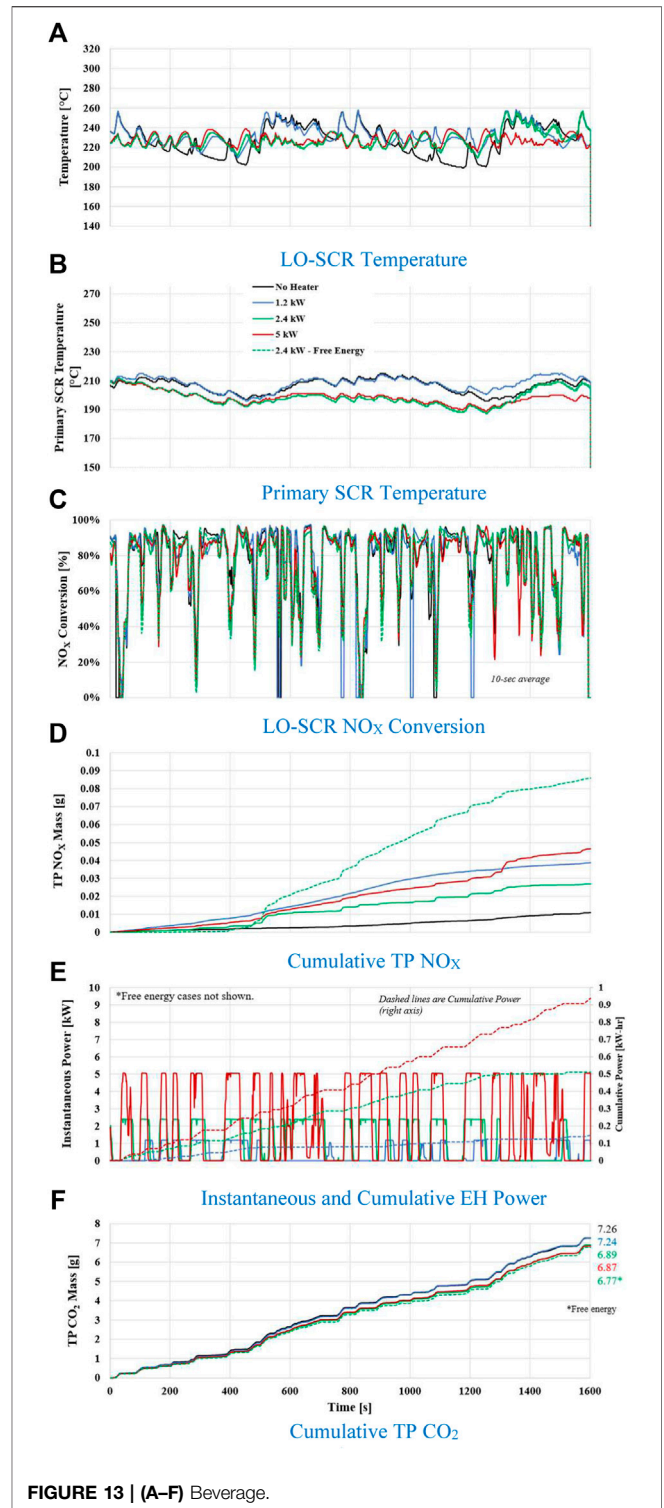 A
320
300
280
260
240
220
200
180
160
140
Temperature [°C]
0
200
400
600
800
1000
1200
1400
1600
LO-SCR Temperature
B
270
250
230
210
190
170
150
Primary SCR Temperature
[°C]
No Heater
1.2 kW
2.4 kW
5 kW
2.4 kW - Free Energy
Primary SCR Temperature
C
100%
80%
60%
40%
20%
0%
NOX Conversion [%]
10-sec average
LO-SCR NOX Conversion
D
0.1
0.09
0.08
0.07
0.06
0.05
0.04
0.03
0.02
0.01
0
TP NOX Mass [g]
Cumulative TP NOX
E
10
9
8
7
6
5
4
3
2
1
0
Instantaneous Power [kW]
*Free energy cases not shown.
Dashed lines are Cumulative Power
(right axis)
1
0.9
0.8
0.7
0.6
0.5
0.4
0.3
0.2
0.1
0
Cumulative Power [kW-hr]
Instantaneous and Cumulative EH Power
F
8
7
6
5
4
3
2
1
0
TP CO2 Mass [g]
7.26
7.24
6.89
6.87
6.77*
*Free energy
0
200
400
600
800
1000
1200
1400
1600
Time [s]
Cumulative TP CO2
FIGURE 13 | (A–F) Beverage.